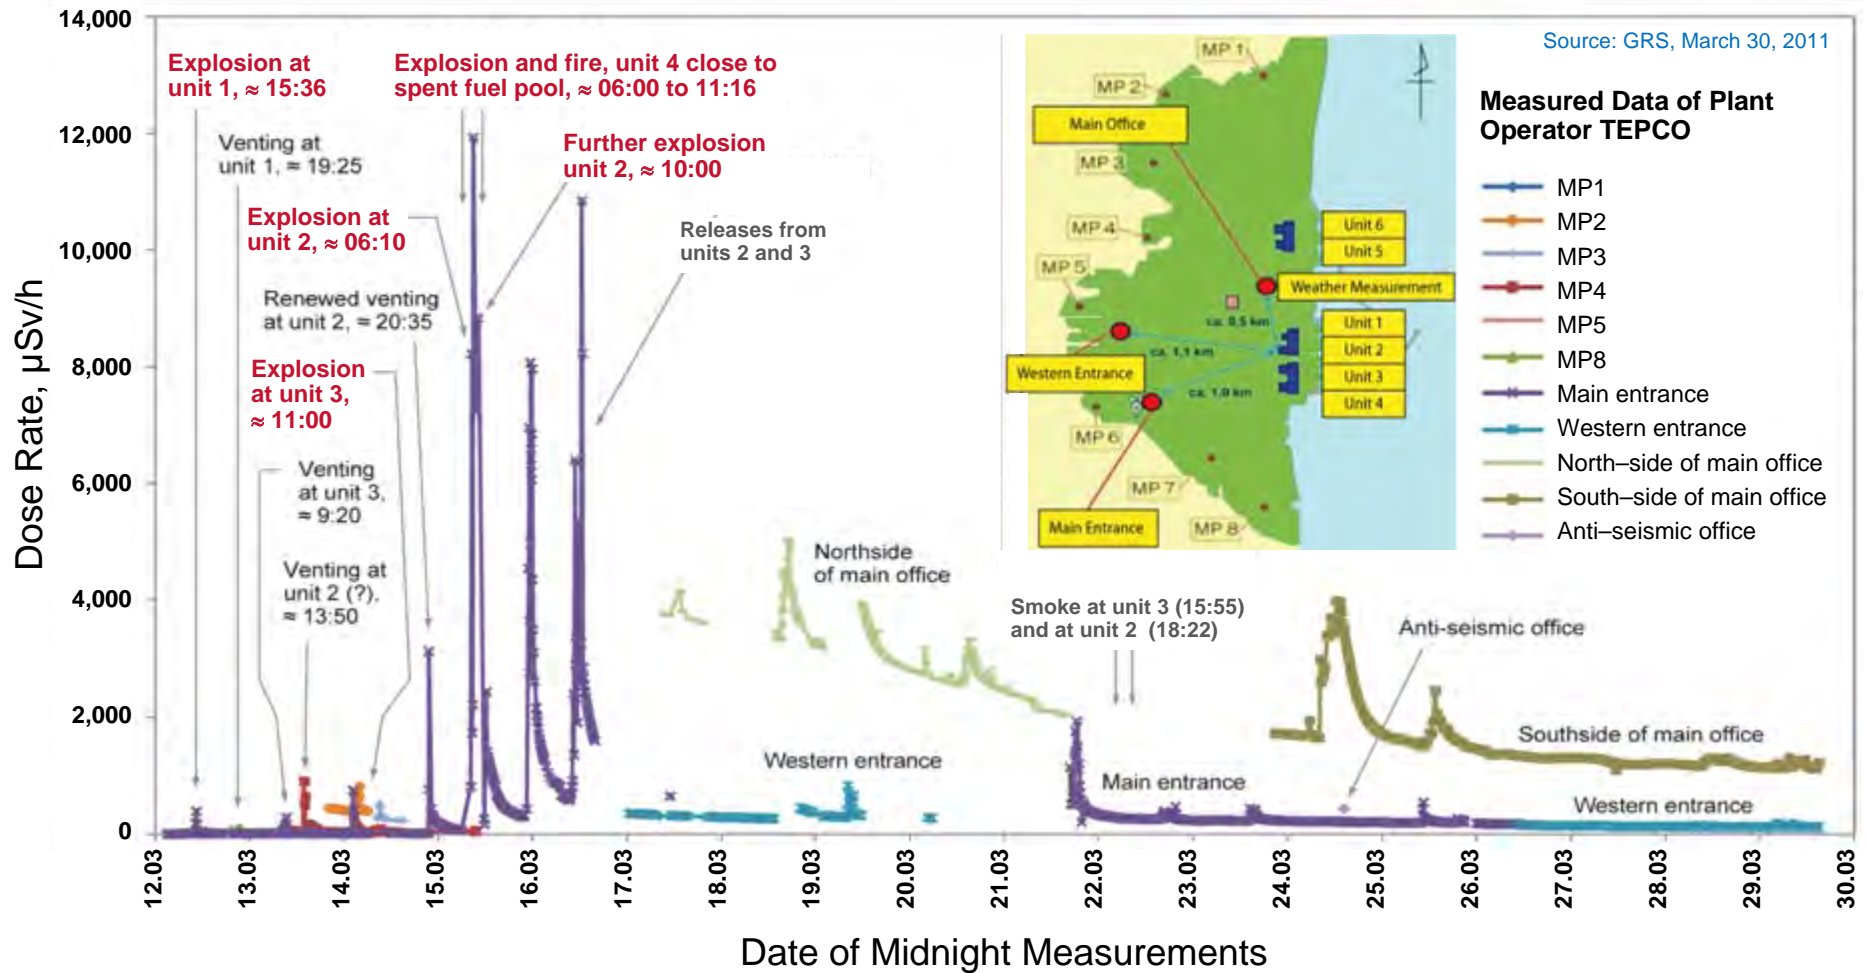 14,000
12,000
10,000
8,000
6,000
4,000
2,000
0
Dose Rate, µSv/h
Explosion at
unit 1, ≈ 15:36
Venting at
unit 1, ≈ 19:25
Explosion at
unit 2, ≈ 06:10
Renewed venting
at unit 2, ≈ 20:35
Explosion
at unit 3,
≈ 11:00
Venting
at unit 3,
≈ 9:20
Venting at
unit 2 (?),
≈ 13:50
Explosion and fire, unit 4 close to
spent fuel pool, ≈ 06:00 to 11:16
Further explosion
unit 2, ≈ 10:00
Releases from
units 2 and 3
Northside
of main office
Western entrance
Smoke at unit 3 (15:55)
and at unit 2 (18:22)
Main entrance
Anti-seismic office
Southside of main office
Western entrance
MP 1
MP 2
Main Office
MP 3
MP 4
MP 5
Unit 6
Unit 5
Weather Measurement
ca. 0,5 km
Unit 1
ca. 1,1 km
Unit 2
Western Entrance
Unit 3
ca. 1,0 km
Unit 4
MP 6
MP 7
Main Entrance
MP 8
Source: GRS, March 30, 2011
Measured Data of Plant
Operator TEPCO
MP1
MP2
MP3
MP4
MP5
MP8
Main entrance
Western entrance
North–side of main office
South–side of main office
Anti–seismic office
12.03
13.03
14.03
15.03
16.03
17.03
18.03
19.03
20.03
21.03
22.03
23.03
24.03
25.03
26.03
27.03
28.03
29.03
30.03
Date of Midnight Measurements